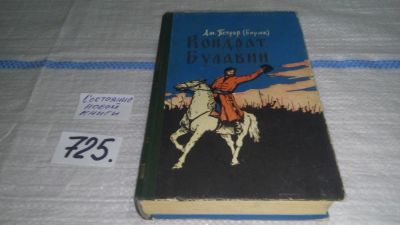 Дм. Петров (Бирюк)
Кондрат
Булавин
Состояние
новой
книги
725.